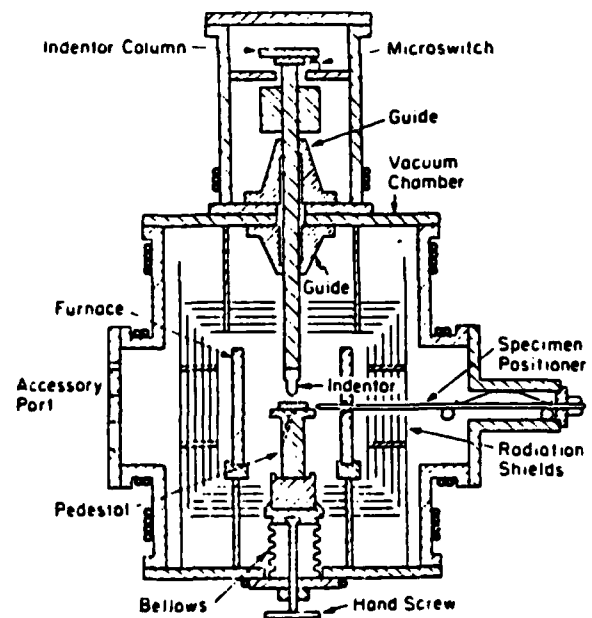 Indentor Column
Microswitch
Guide
Vacuum
Chamber
Guide
Furnace
Specimen
Positioner
Indentor
Accessory
Port
Radiation
Shields
Pedestal
Bellows
Hand Screw